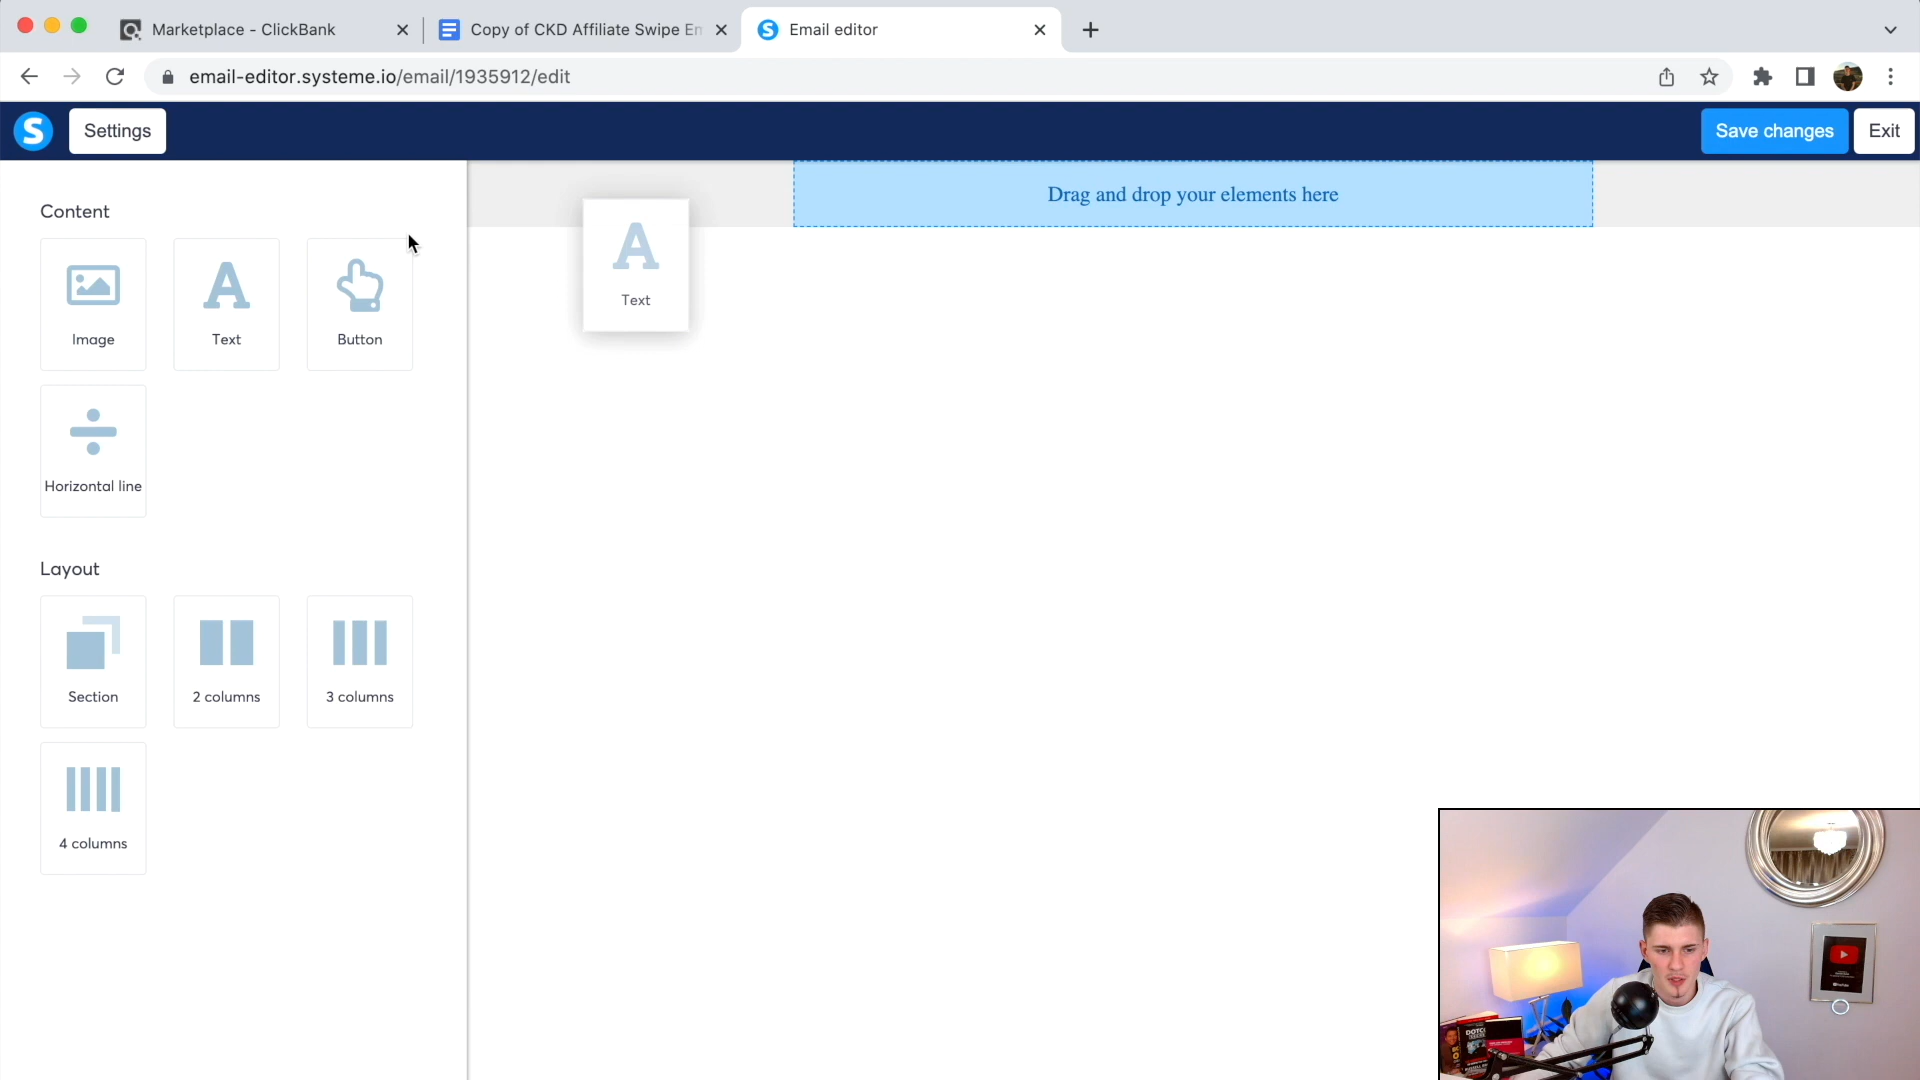 Marketplace - ClickBank
Copy of CKD Affiliate Swipe Em
Email editor
email-editor.systeme.io/email/1935912/edit
S
Settings
Save changes
Exit
Drag and drop your elements here
Content
Image
Text
Button
Text
Horizontal line
Layout
Section
2 columns
3 columns
4 columns